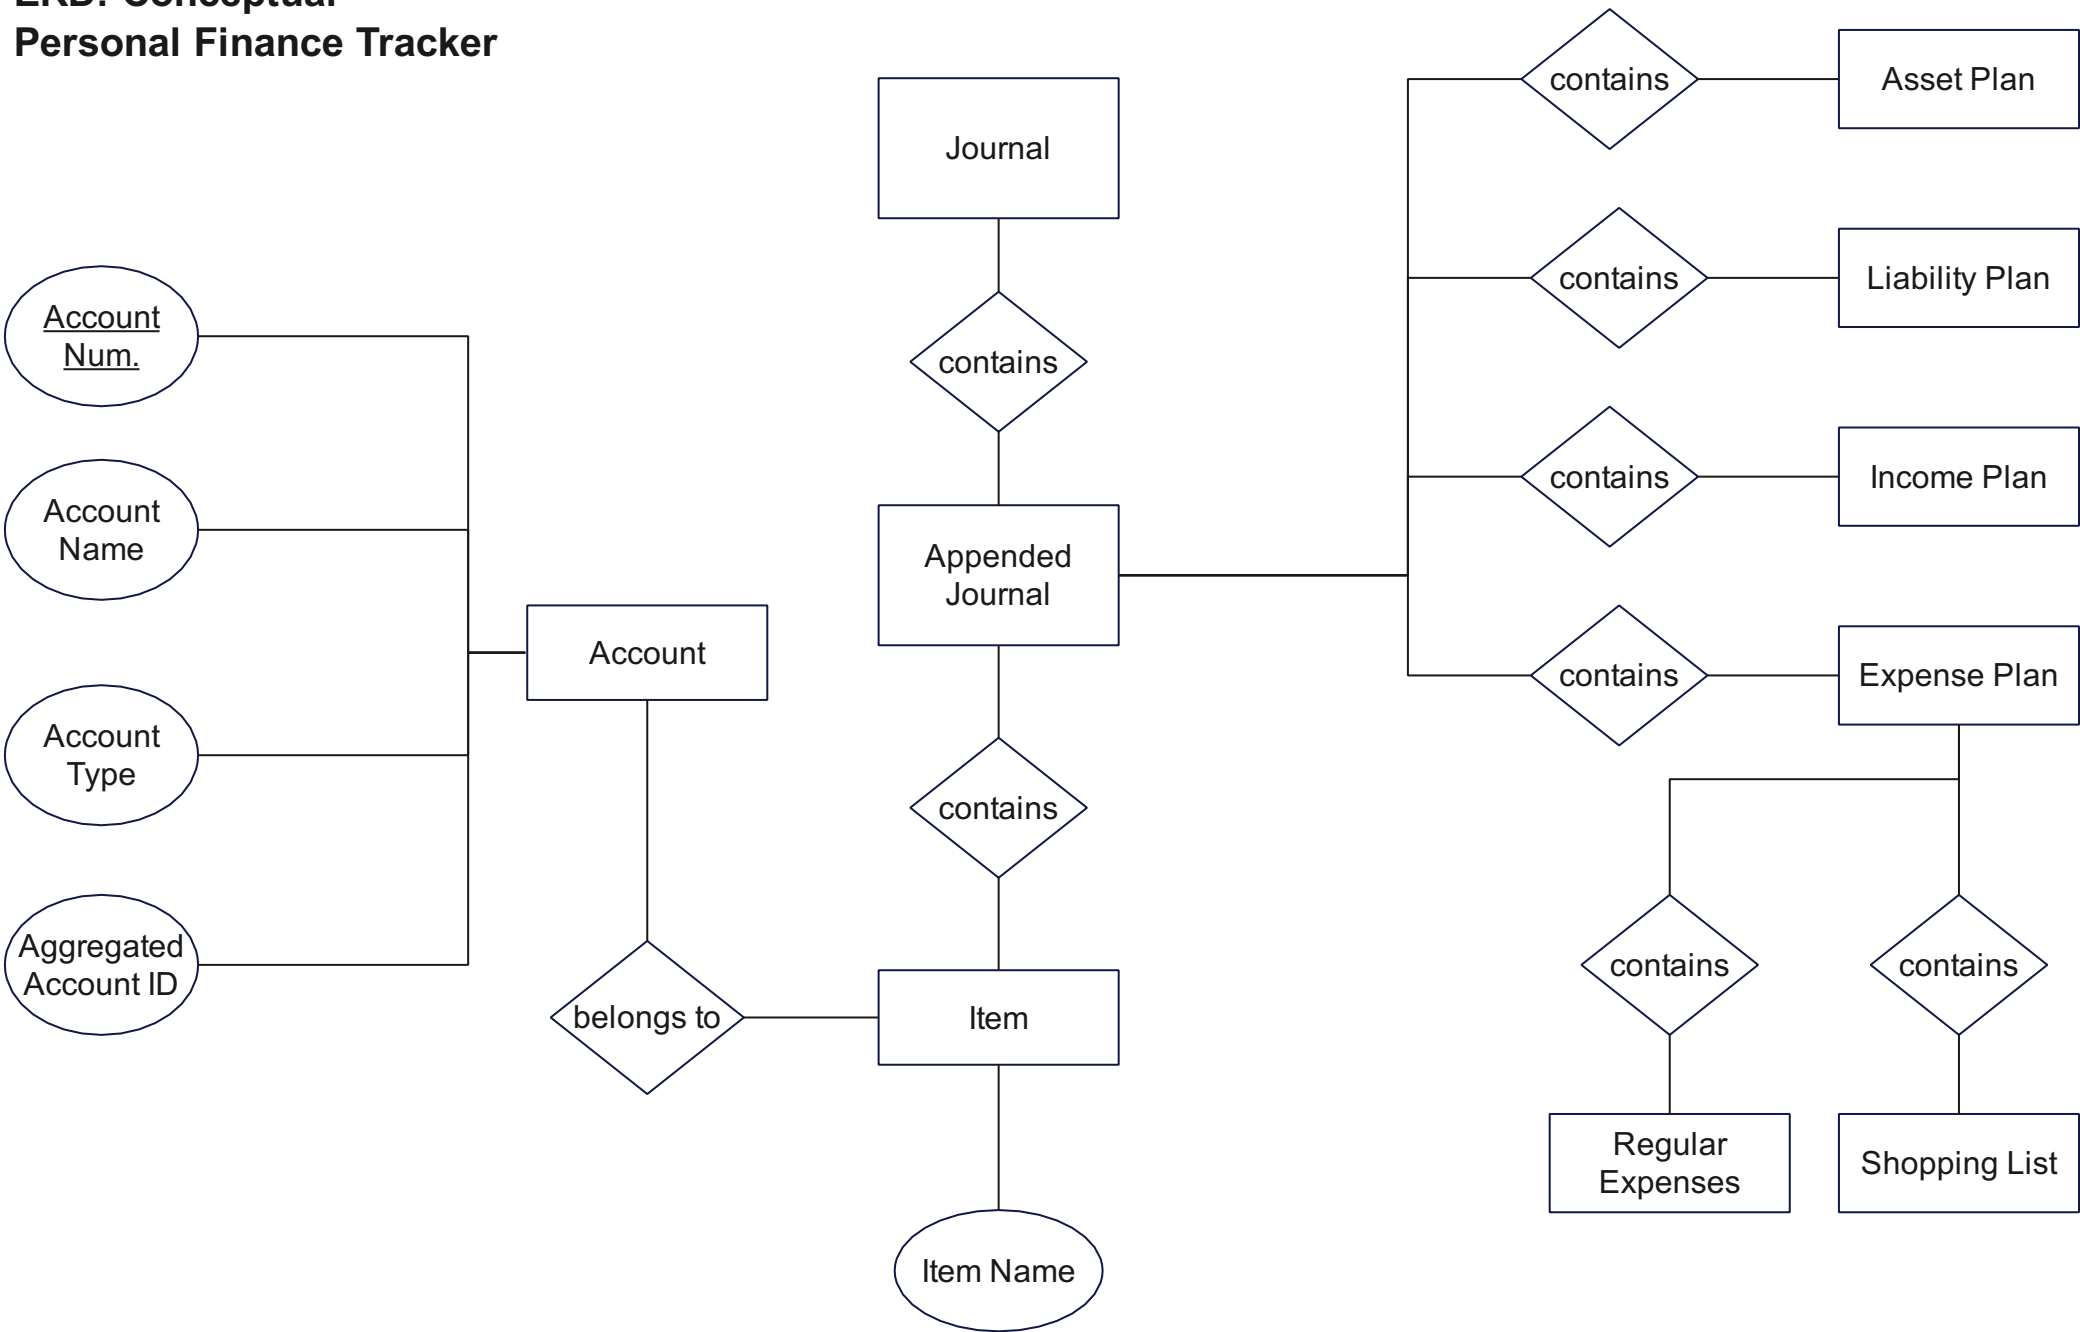 ERD: Conceptual
Personal Finance Tracker
Journal
contains
Appended
Journal
contains
Item
Item Name
Account
Num.
Account
Name
Account
Type
Aggregated
Account ID
Account
belongs to
contains
Asset Plan
contains
Liability Plan
contains
Income Plan
contains
Expense Plan
contains
contains
Regular
Expenses
Shopping List